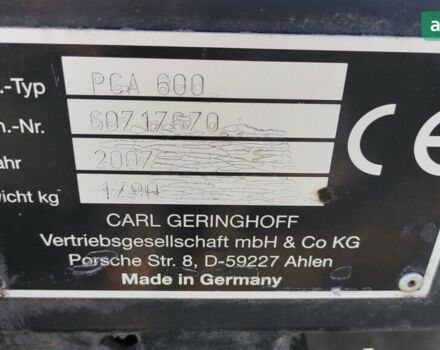 .-Typ PCA 600
n.-Nr. 60717670
ahr 2007
wicht kg
CE
CARL GERINGHOFF
Vertriebsgesellschaft mbH & Co KG
Porsche Str. 8, D-59227 Ahlen
Made in Germany